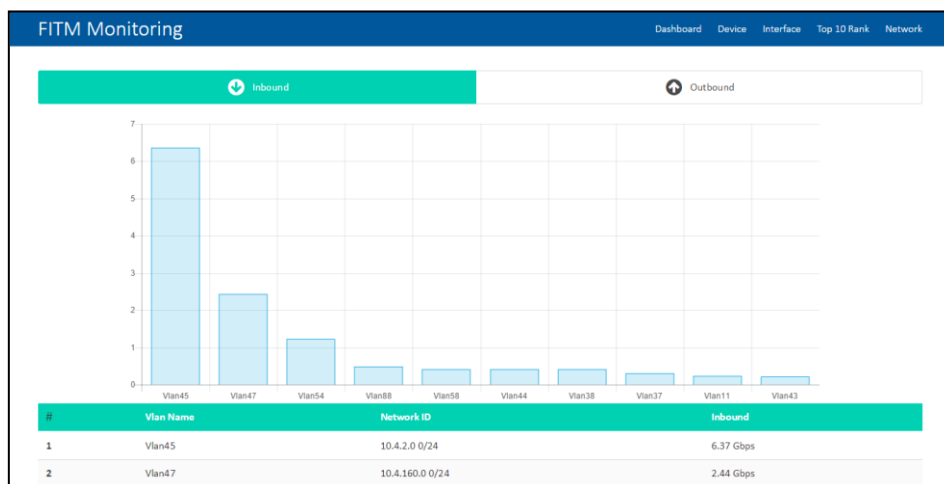 FITM Monitoring
Dashboard Device Interface Top 10 Rank Network
Inbound
Outbound
7
6
5
4
3
2
1
0
Vlan45 Vlan47 Vlan54 Vlan88 Vlan58 Vlan44 Vlan38 Vlan37 Vlan11 Vlan43
# Vlan Name Network ID Inbound
1 Vlan45 10.4.2.0 0/24 6.37 Gbps
2 Vlan47 10.4.160.0 0/24 2.44 Gbps